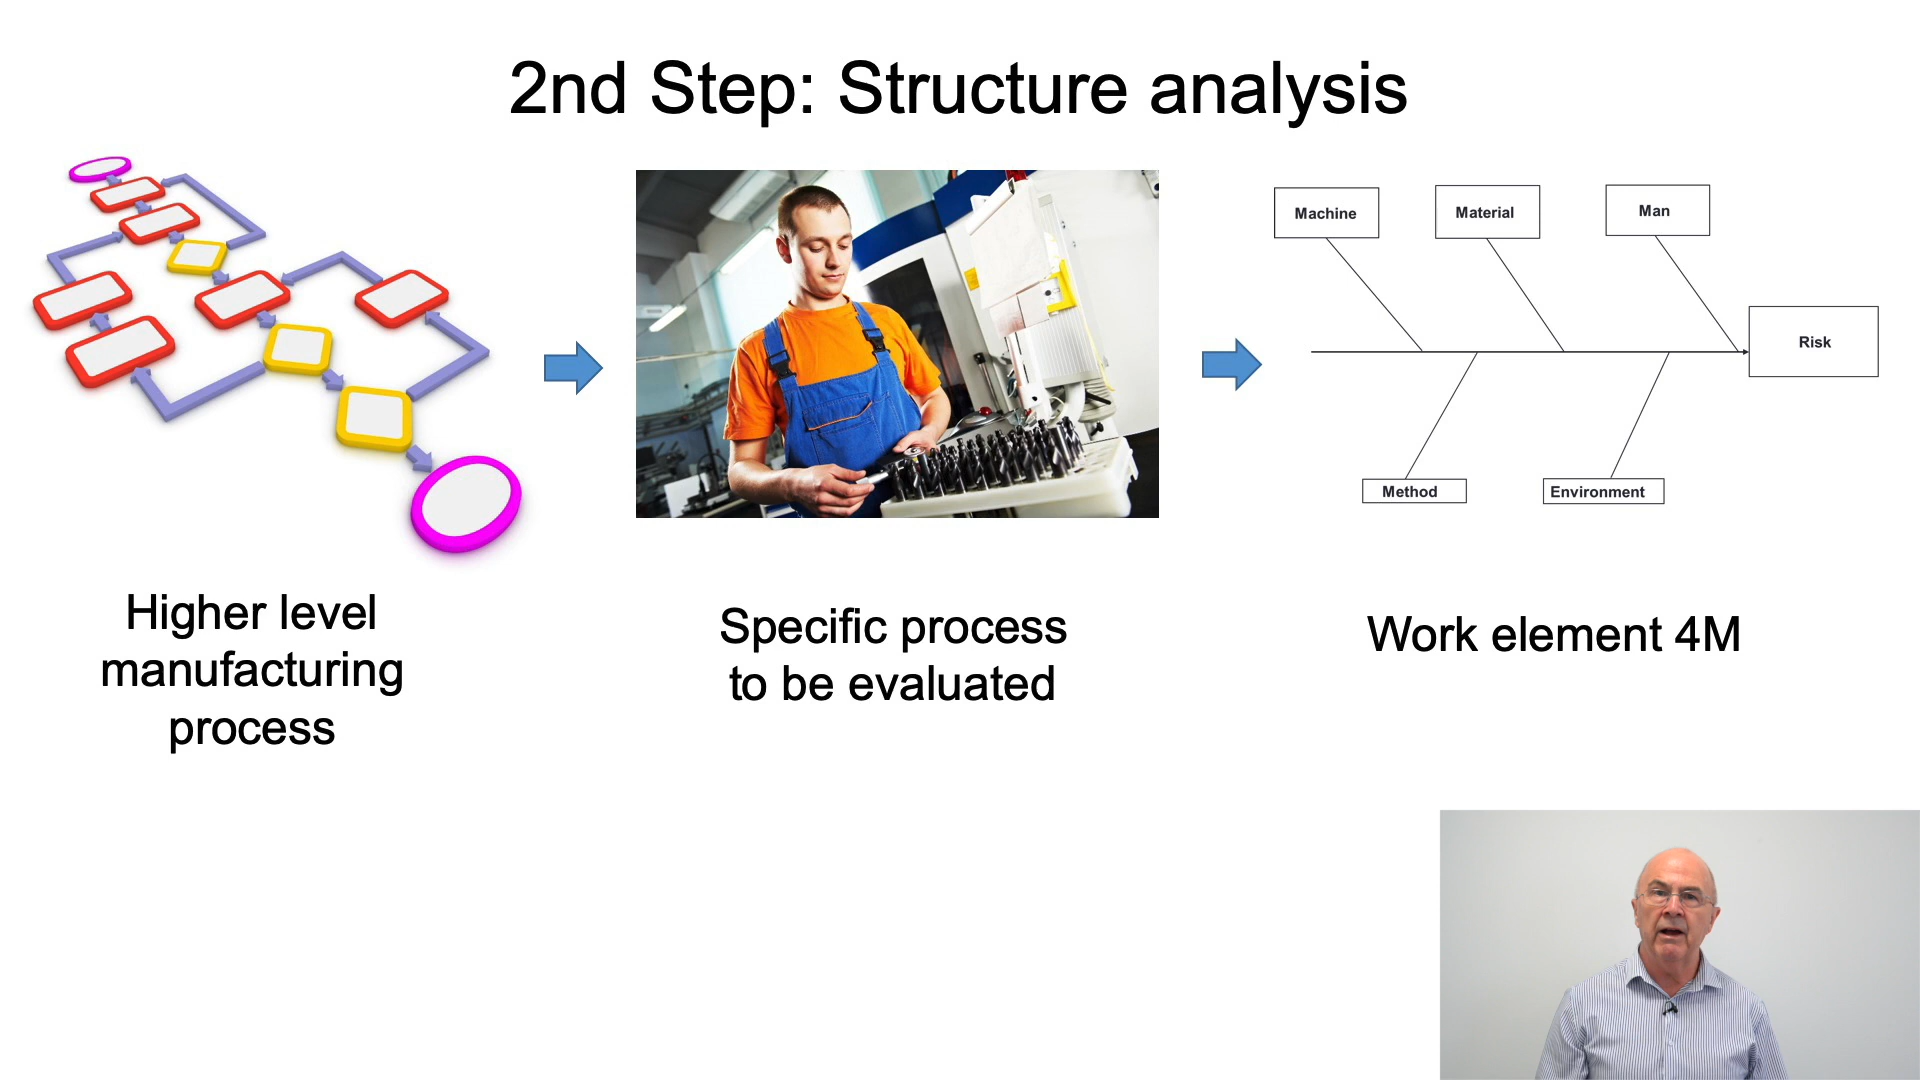 2nd Step: Structure analysis
Machine
Material
Man
Risk
Method
Environment
Higher level
manufacturing
process
Specific process
to be evaluated
Work element 4M